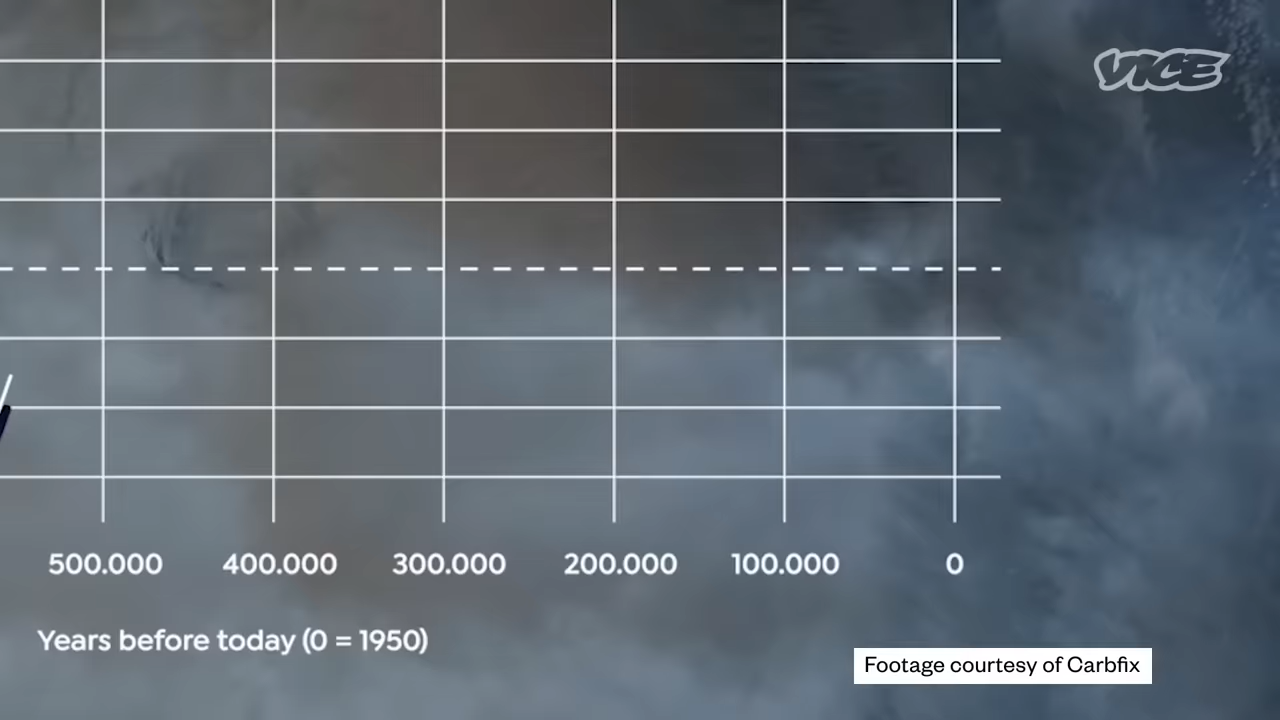 VICE
500.000 400.000 300.000 200.000 100.000 0
Years before today (0 = 1950)
Footage courtesy of Carbfix